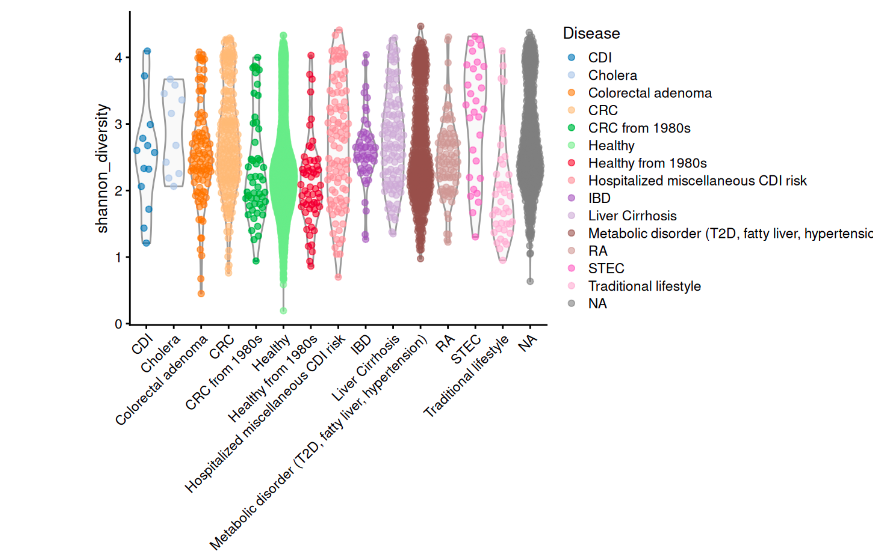 shannon_diversity
4
3
2
1
0
CDI
Cholera
Colorectal adenoma
CRC
CRC from 1980s
Healthy
Healthy from 1980s
Hospitalized miscellaneous CDI risk
IBD
Liver Cirrhosis
Metabolic disorder (T2D, fatty liver, hypertension)
RA
STEC
Traditional lifestyle
NA
Disease
CDI
Cholera
Colorectal adenoma
CRC
CRC from 1980s
Healthy
Healthy from 1980s
Hospitalized miscellaneous CDI risk
IBD
Liver Cirrhosis
Metabolic disorder (T2D, fatty liver, hypertensio
RA
STEC
Traditional lifestyle
NA